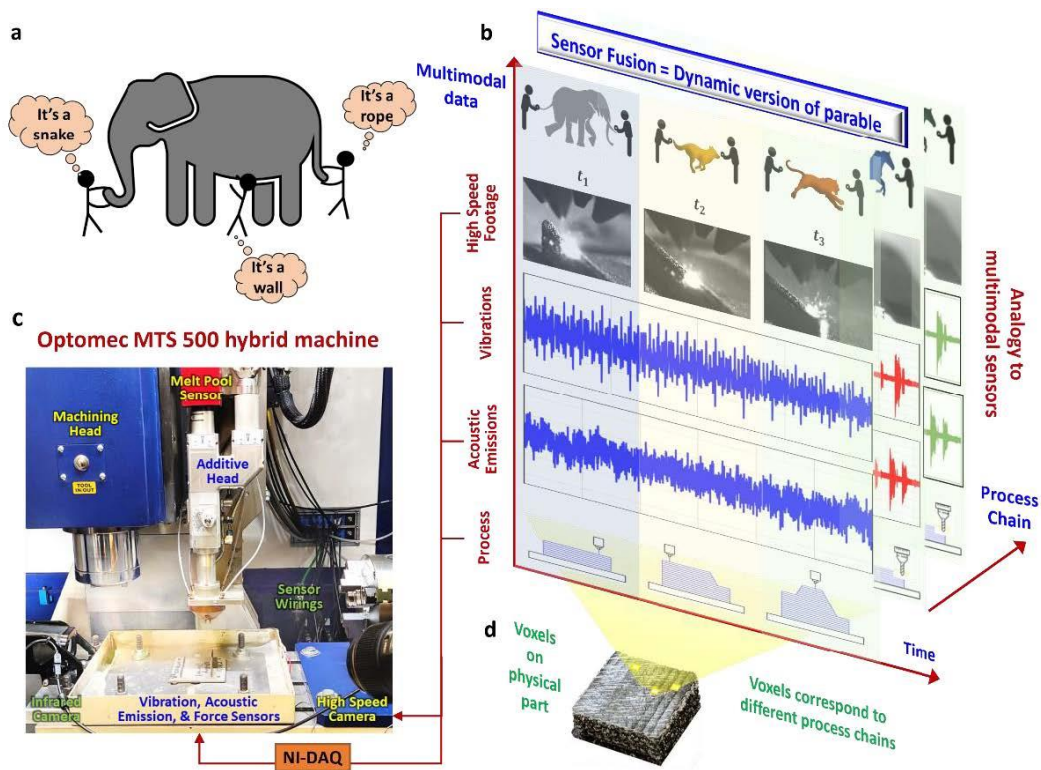 a
It's a
snake
It's a
rope
It's a
wall
b
Sensor Fusion = Dynamic version of parable
Multimodal
data
t1
t2
t3
High Speed
Footage
Vibrations
Acoustic
Emissions
Process
Analogy to
multimodal sensors
Process
Chain
Time
c
Optomec MTS 500 hybrid machine
Melt Pool
Sensor
Machining
Head
TOOL
IN OUT
Additive
Head
Sensor
Wirings
Infrared
Camera
Vibration, Acoustic
Emission, & Force Sensors
High Speed
Camera
NI-DAQ
d
Voxels
on
physical
part
Voxels correspond to
different process chains